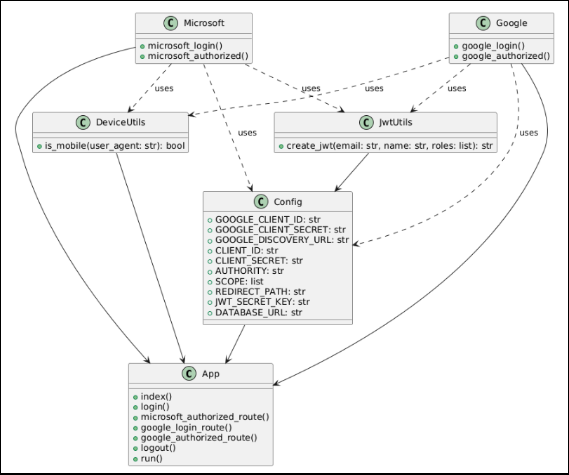 C Microsoft
microsoft_login()
microsoft_authorized()
C Google
google_login()
google_authorized()
uses
uses
uses
uses
uses
uses
C DeviceUtils
is_mobile(user_agent: str): bool
C JwtUtils
create_jwt(email: str, name: str, roles: list): str
C Config
GOOGLE_CLIENT_ID: str
GOOGLE_CLIENT_SECRET: str
GOOGLE_DISCOVERY_URL: str
CLIENT_ID: str
CLIENT_SECRET: str
AUTHORITY: str
SCOPE: list
REDIRECT_PATH: str
JWT_SECRET_KEY: str
DATABASE_URL: str
C App
index()
login()
microsoft_authorized_route()
google_login_route()
google_authorized_route()
logout()
run()